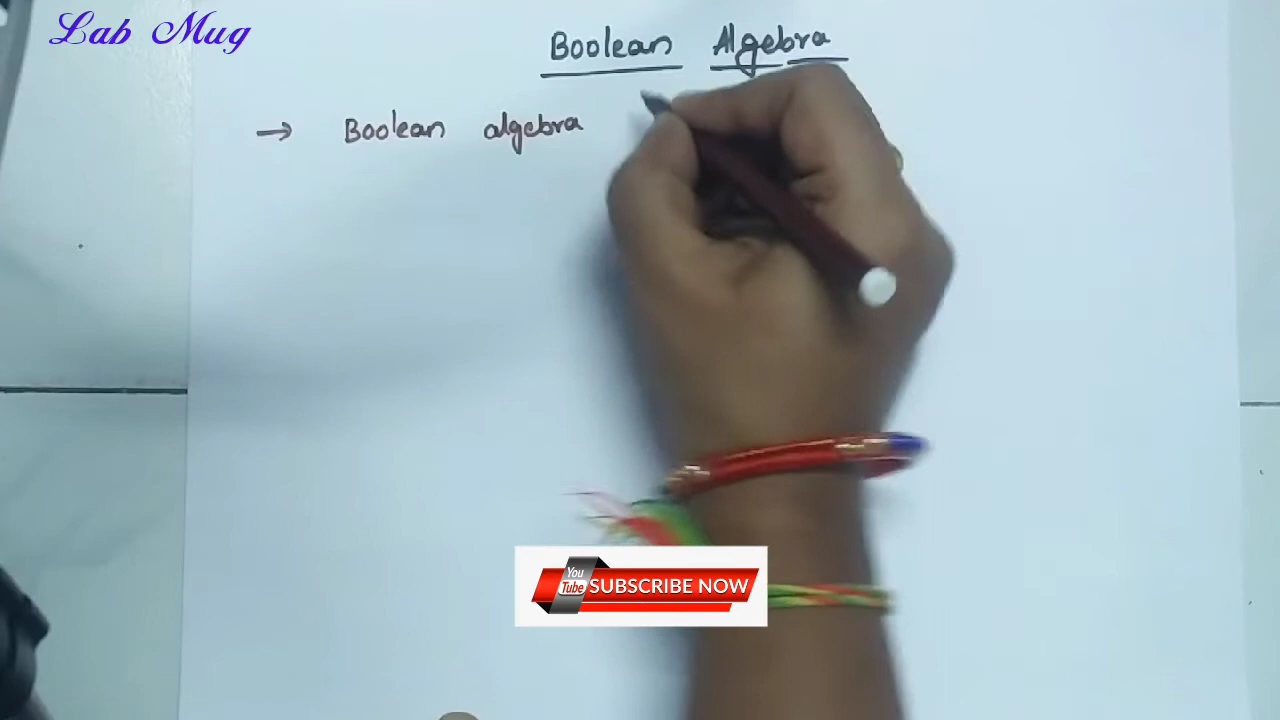 Lab Mug
Boolean Algebra
→ Boolean algebra
You
Tube
SUBSCRIBE NOW